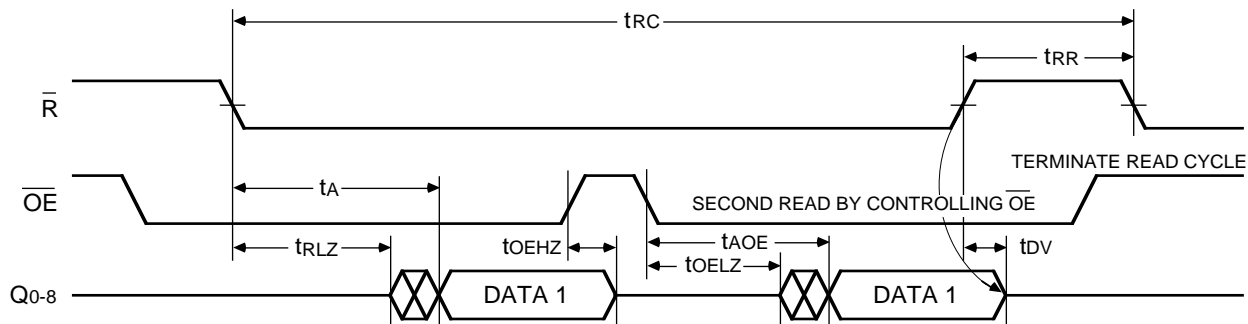 tRC
tRR
R
TERMINATE READ CYCLE
tA
OE
SECOND READ BY CONTROLLING OE
tRLZ
tOEHZ
tAOE
tDV
tOELZ
Q0-8
DATA 1
DATA 1